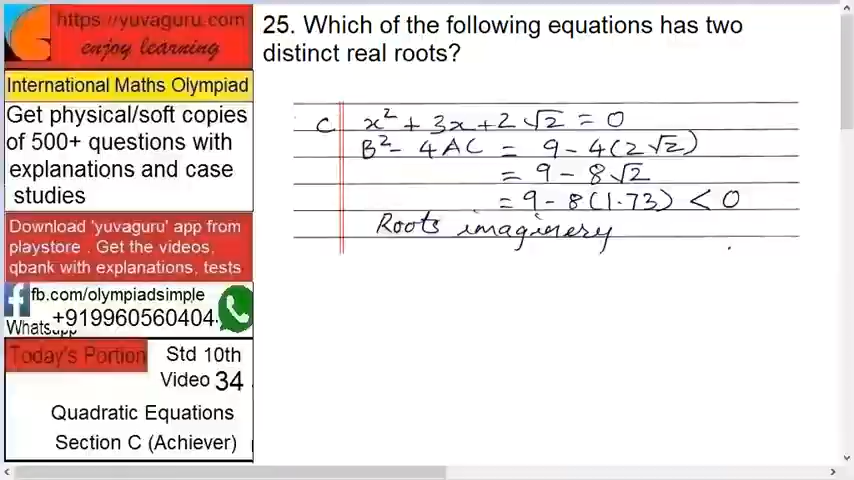 https://yuvaguru.com
enjoy learning
International Maths Olympiad
Get physical/soft copies
of 500+ questions with
explanations and case
studies
Download 'yuvaguru' app from
playstore . Get the videos,
qbank with explanations, tests
fb.com/olympiadsimple
+919960560404
Whatsapp
Today's Portion
Std 10th
Video 34
Quadratic Equations
Section C (Achiever)
25. Which of the following equations has two
distinct real roots?
C x² + 3x + 2 √2 = 0
B² - 4AC = 9 - 4(2√2)
= 9 - 8√2
= 9 - 8(1.73) < 0
Roots imaginery